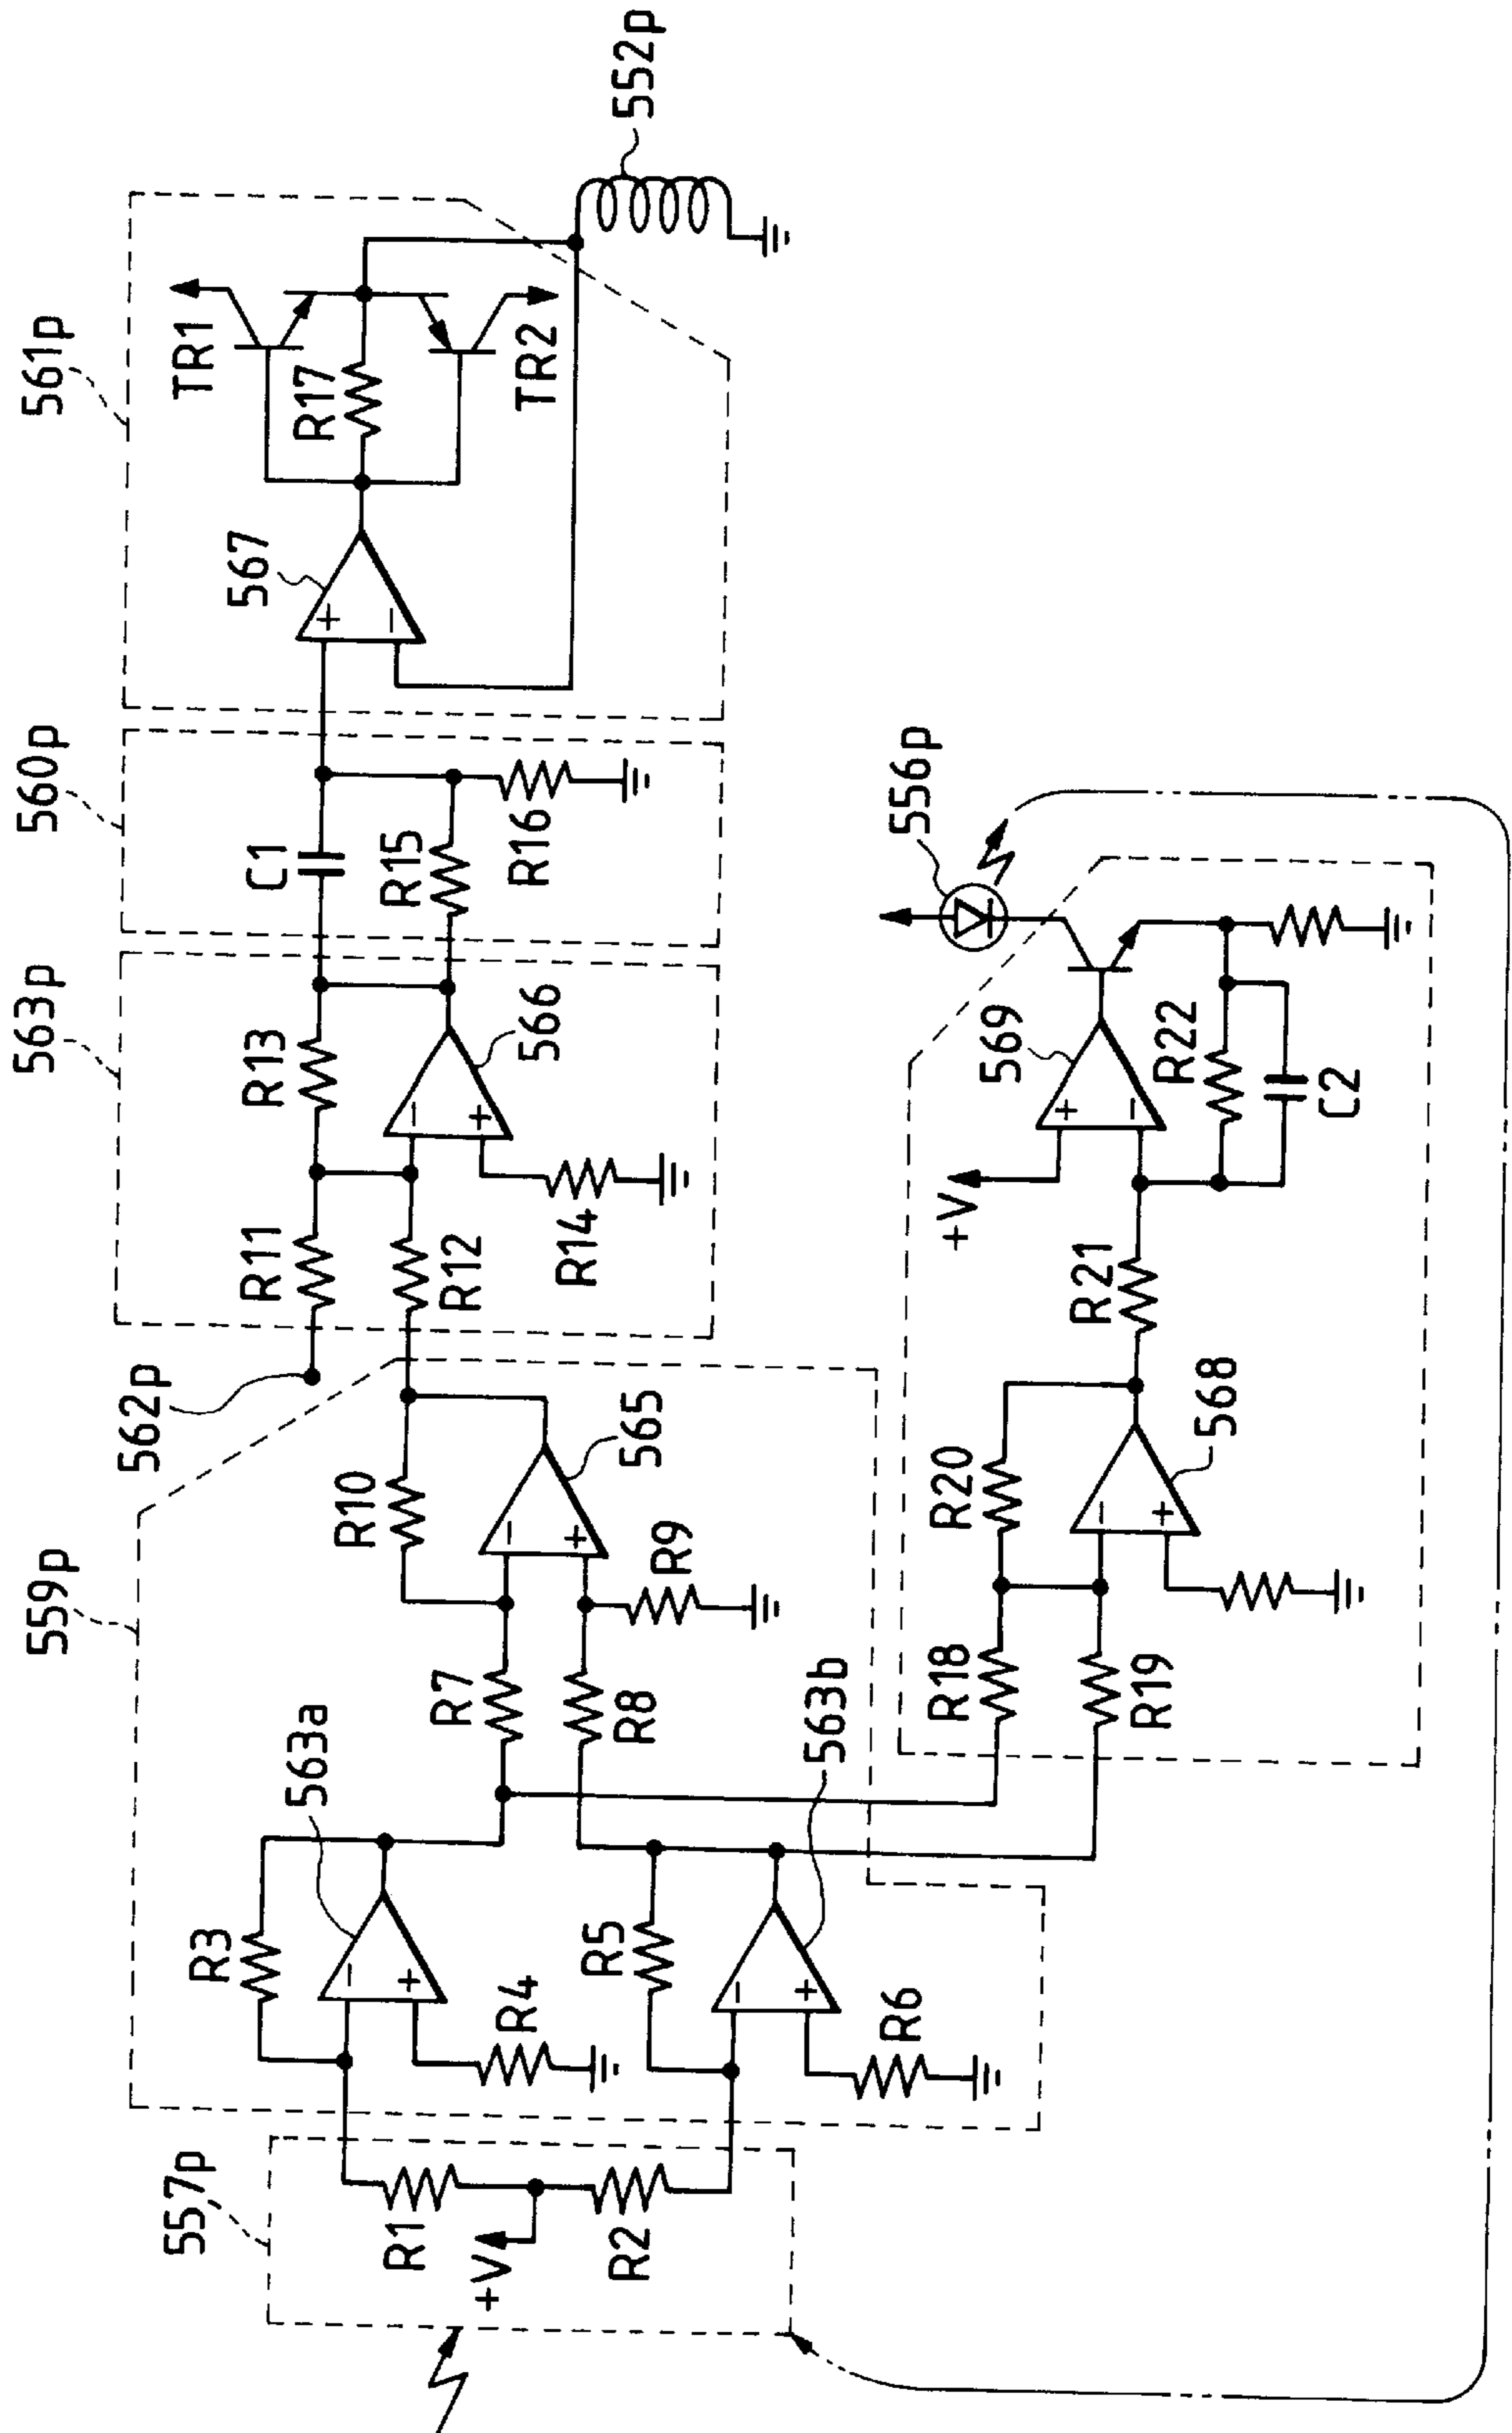 557p
R1
+V
R2
559p
R3
563a
R4
R5
563b
R6
R7
R8
R9
R10
565
562p
563p
R11
R12
R13
R14
566
560p
C1
R15
R16
561p
567
TR1
R17
TR2
552p
R18
R19
R20
568
R21
+V
569
R22
C2
556p